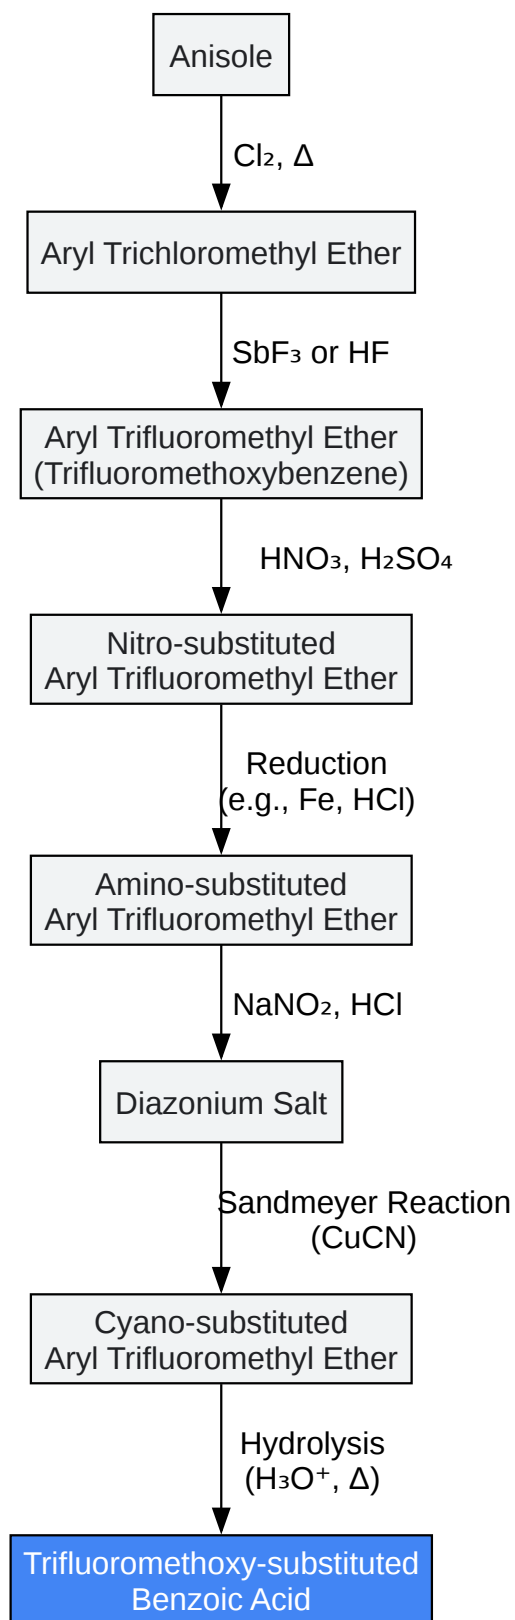 Anisole
Cl₂, Δ
Aryl Trichloromethyl Ether
SbF₃ or HF
Aryl Trifluoromethyl Ether
(Trifluoromethoxybenzene)
HNO₃, H₂SO₄
Nitro-substituted
Aryl Trifluoromethyl Ether
Reduction
(e.g., Fe, HCl)
Amino-substituted
Aryl Trifluoromethyl Ether
NaNO₂, HCl
Diazonium Salt
Sandmeyer Reaction
(CuCN)
Cyano-substituted
Aryl Trifluoromethyl Ether
Hydrolysis
(H₃O⁺, Δ)
Trifluoromethoxy-substituted
Benzoic Acid